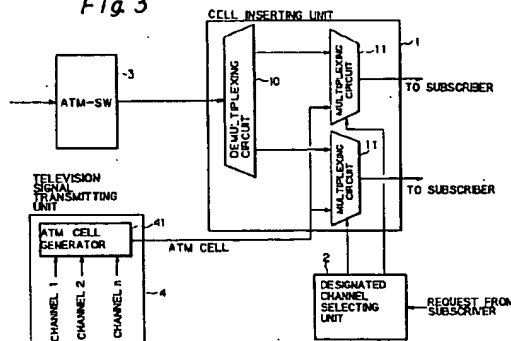 Fig. 3
CELL INSERTING UNIT
1
11
3
10
ATM-SW
DEMULTIPLEXING
CIRCUIT
MULTIPLEXING
CIRCUIT
TO SUBSCRIBER
11
MULTIPLEXING
CIRCUIT
TO SUBSCRIBER
TELEVISION
SIGNAL
TRANSMITTING
UNIT
41
ATM CELL
GENERATOR
ATM CELL
CHANNEL 1
CHANNEL 2
CHANNEL n
4
2
DESIGNATED
CHANNEL
SELECTING
UNIT
REQUEST FROM
SUBSCRIVER